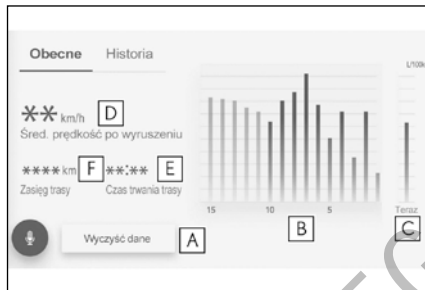 Obecne Historia
L/100k
** km/h D
Śred. prędkość po wyruszeniu
**** km F **:** E
Zasięg trasy Czas trwania trasy
15 10 5 Teraz
Wyczyść dane A B C